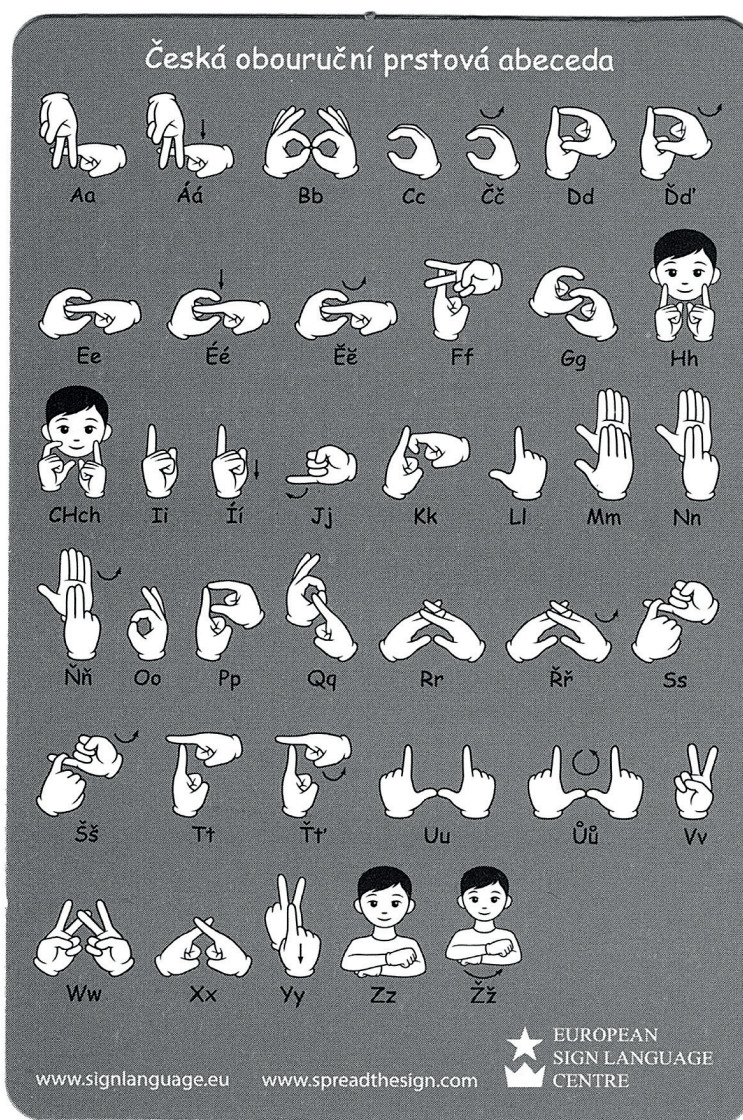 Česká obouruční prstová abeceda
Aa Áá Bb Cc Čč Dd Ďď
Ee Éé Ěě Ff Gg Hh
CHch Ii Íí Jj Kk Ll Mm Nn
Ňň Oo Pp Qq Rr Řř Ss
Šš Tt Ťť Uu Ůů Vv
Ww Xx Yy Zz Žž
EUROPEAN
SIGN LANGUAGE
CENTRE
www.signlanguage.eu www.spreadthesign.com